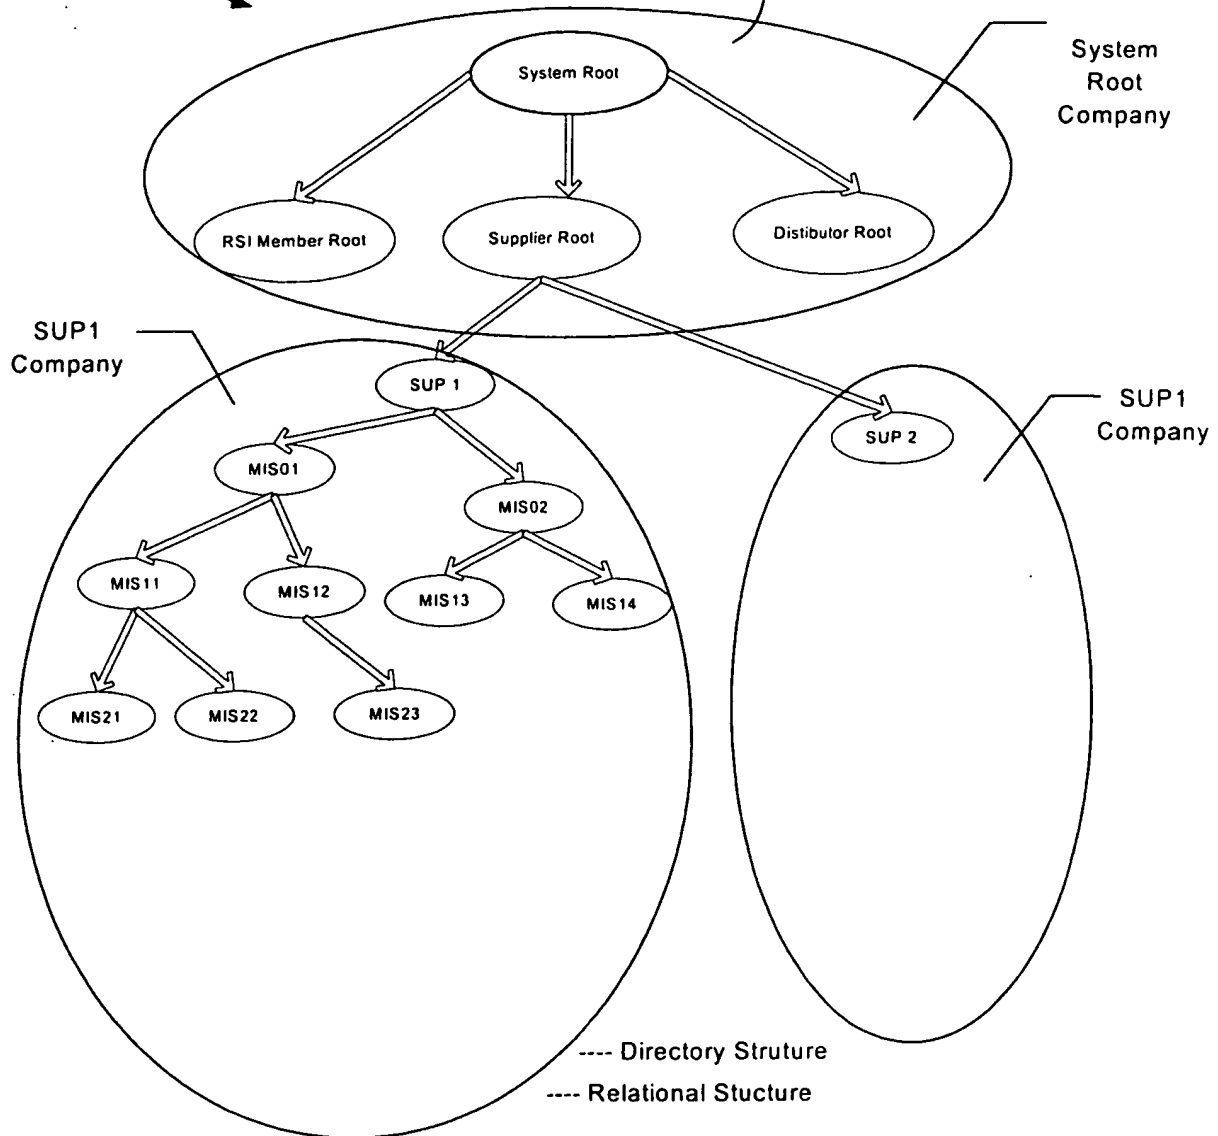 System Root
System
Root
Company
RSI Member Root
Supplier Root
Distibutor Root
SUP1
Company
SUP 1
SUP1
Company
SUP 2
MIS01
MIS02
MIS11
MIS12
MIS13
MIS14
MIS21
MIS22
MIS23
---- Directory Struture
---- Relational Stucture